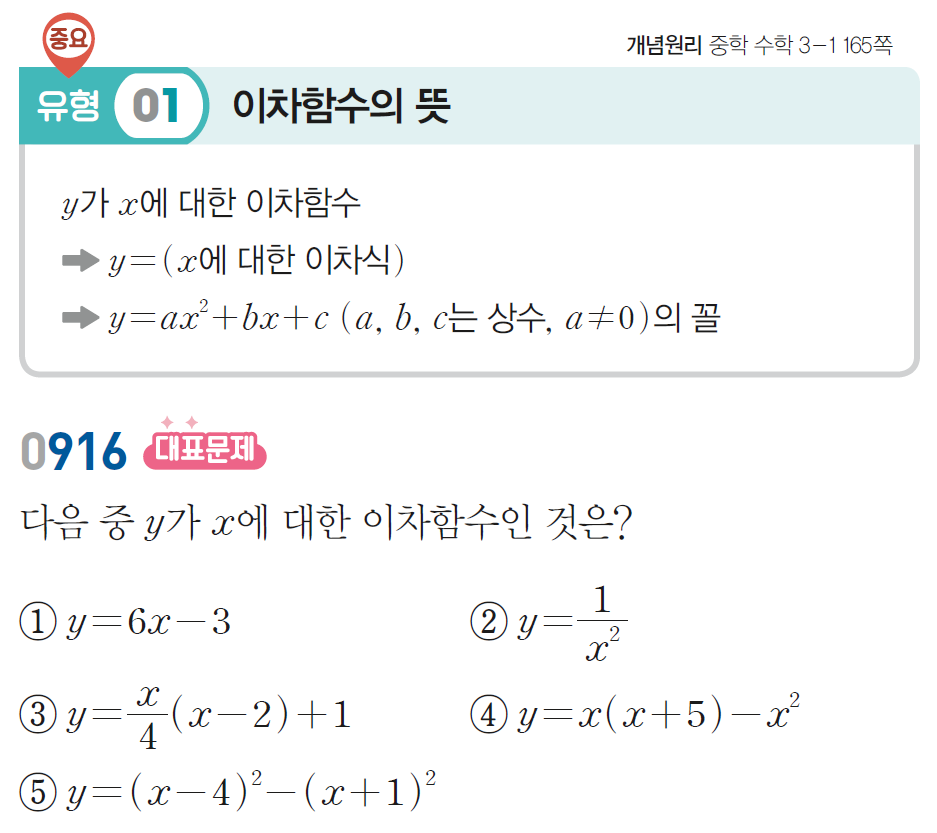 중요
개념원리 중학 수학 3-1 165쪽
유형 01 이차함수의 뜻
y가 x에 대한 이차함수
➡ y=(x에 대한 이차식)
➡ y=ax²+bx+c (a, b, c는 상수, a≠0)의 꼴
0916 대표문제
다음 중 y가 x에 대한 이차함수인 것은?
① y=6x-3 ② y=1/x²
③ y=x/4(x-2)+1 ④ y=x(x+5)-x²
⑤ y=(x-4)²-(x+1)²